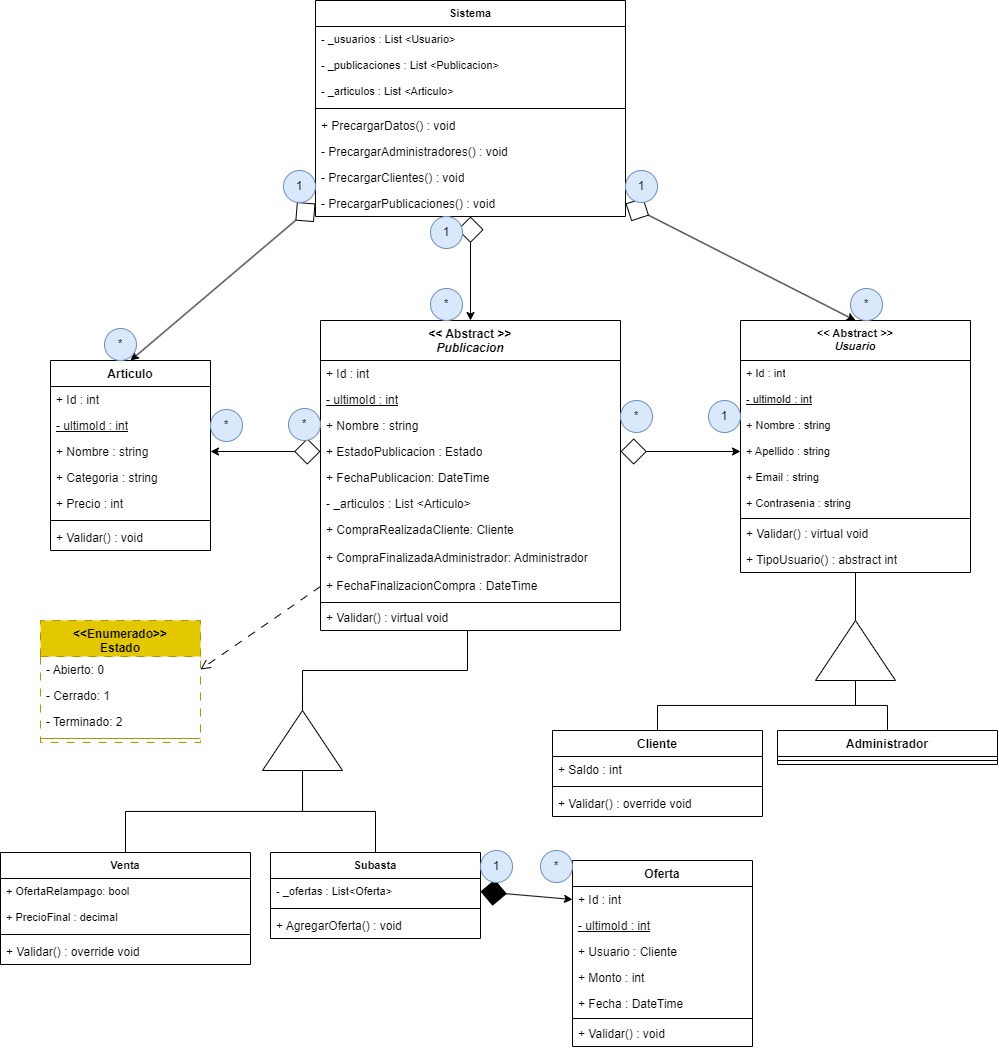 Sistema
- _usuarios : List <Usuario>
- _publicaciones : List <Publicacion>
- _articulos : List <Articulo>
+ PrecargarDatos() : void
- PrecargarAdministradores() : void
- PrecargarClientes() : void
- PrecargarPublicaciones() : void
1
1
1
*
*
*
Articulo
+ Id : int
- ultimoId : int
+ Nombre : string
+ Categoria : string
+ Precio : int
+ Validar() : void
*
*
<< Abstract >>
Publicacion
+ Id : int
- ultimoId : int
+ Nombre : string
+ EstadoPublicacion : Estado
+ FechaPublicacion: DateTime
- _articulos : List <Articulo>
+ CompraRealizadaCliente: Cliente
+ CompraFinalizadaAdministrador: Administrador
+ FechaFinalizacionCompra : DateTime
+ Validar() : virtual void
*
1
<< Abstract >>
Usuario
+ Id : int
- ultimoId : int
+ Nombre : string
+ Apellido : string
+ Email : string
+ Contrasenia : string
+ Validar() : virtual void
+ TipoUsuario() : abstract int
<<Enumerado>>
Estado
- Abierto: 0
- Cerrado: 1
- Terminado: 2
Cliente
+ Saldo : int
+ Validar() : override void
Administrador
Venta
+ OfertaRelampago: bool
+ PrecioFinal : decimal
+ Validar() : override void
Subasta
- _ofertas : List<Oferta>
+ AgregarOferta() : void
1
*
Oferta
+ Id : int
- ultimoId : int
+ Usuario : Cliente
+ Monto : int
+ Fecha : DateTime
+ Validar() : void